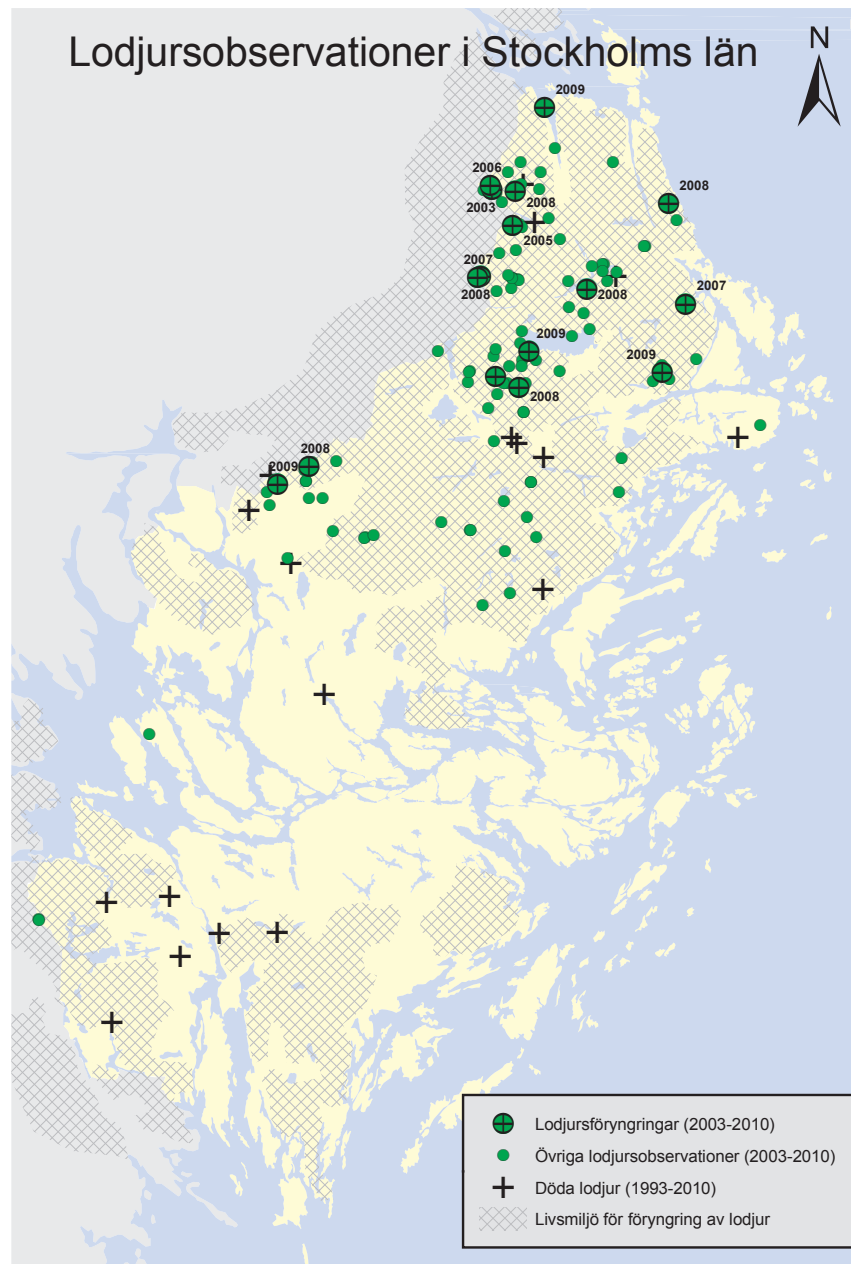 Lodjursobservationer i Stockholms län
N
2009
2006
2008
2003
2008
2005
2007
2008
2008
2007
2009
2009
2008
2008
2009
Lodjursföryngringar (2003-2010)
Övriga lodjursobservationer (2003-2010)
Döda lodjur (1993-2010)
Livsmiljö för föryngring av lodjur